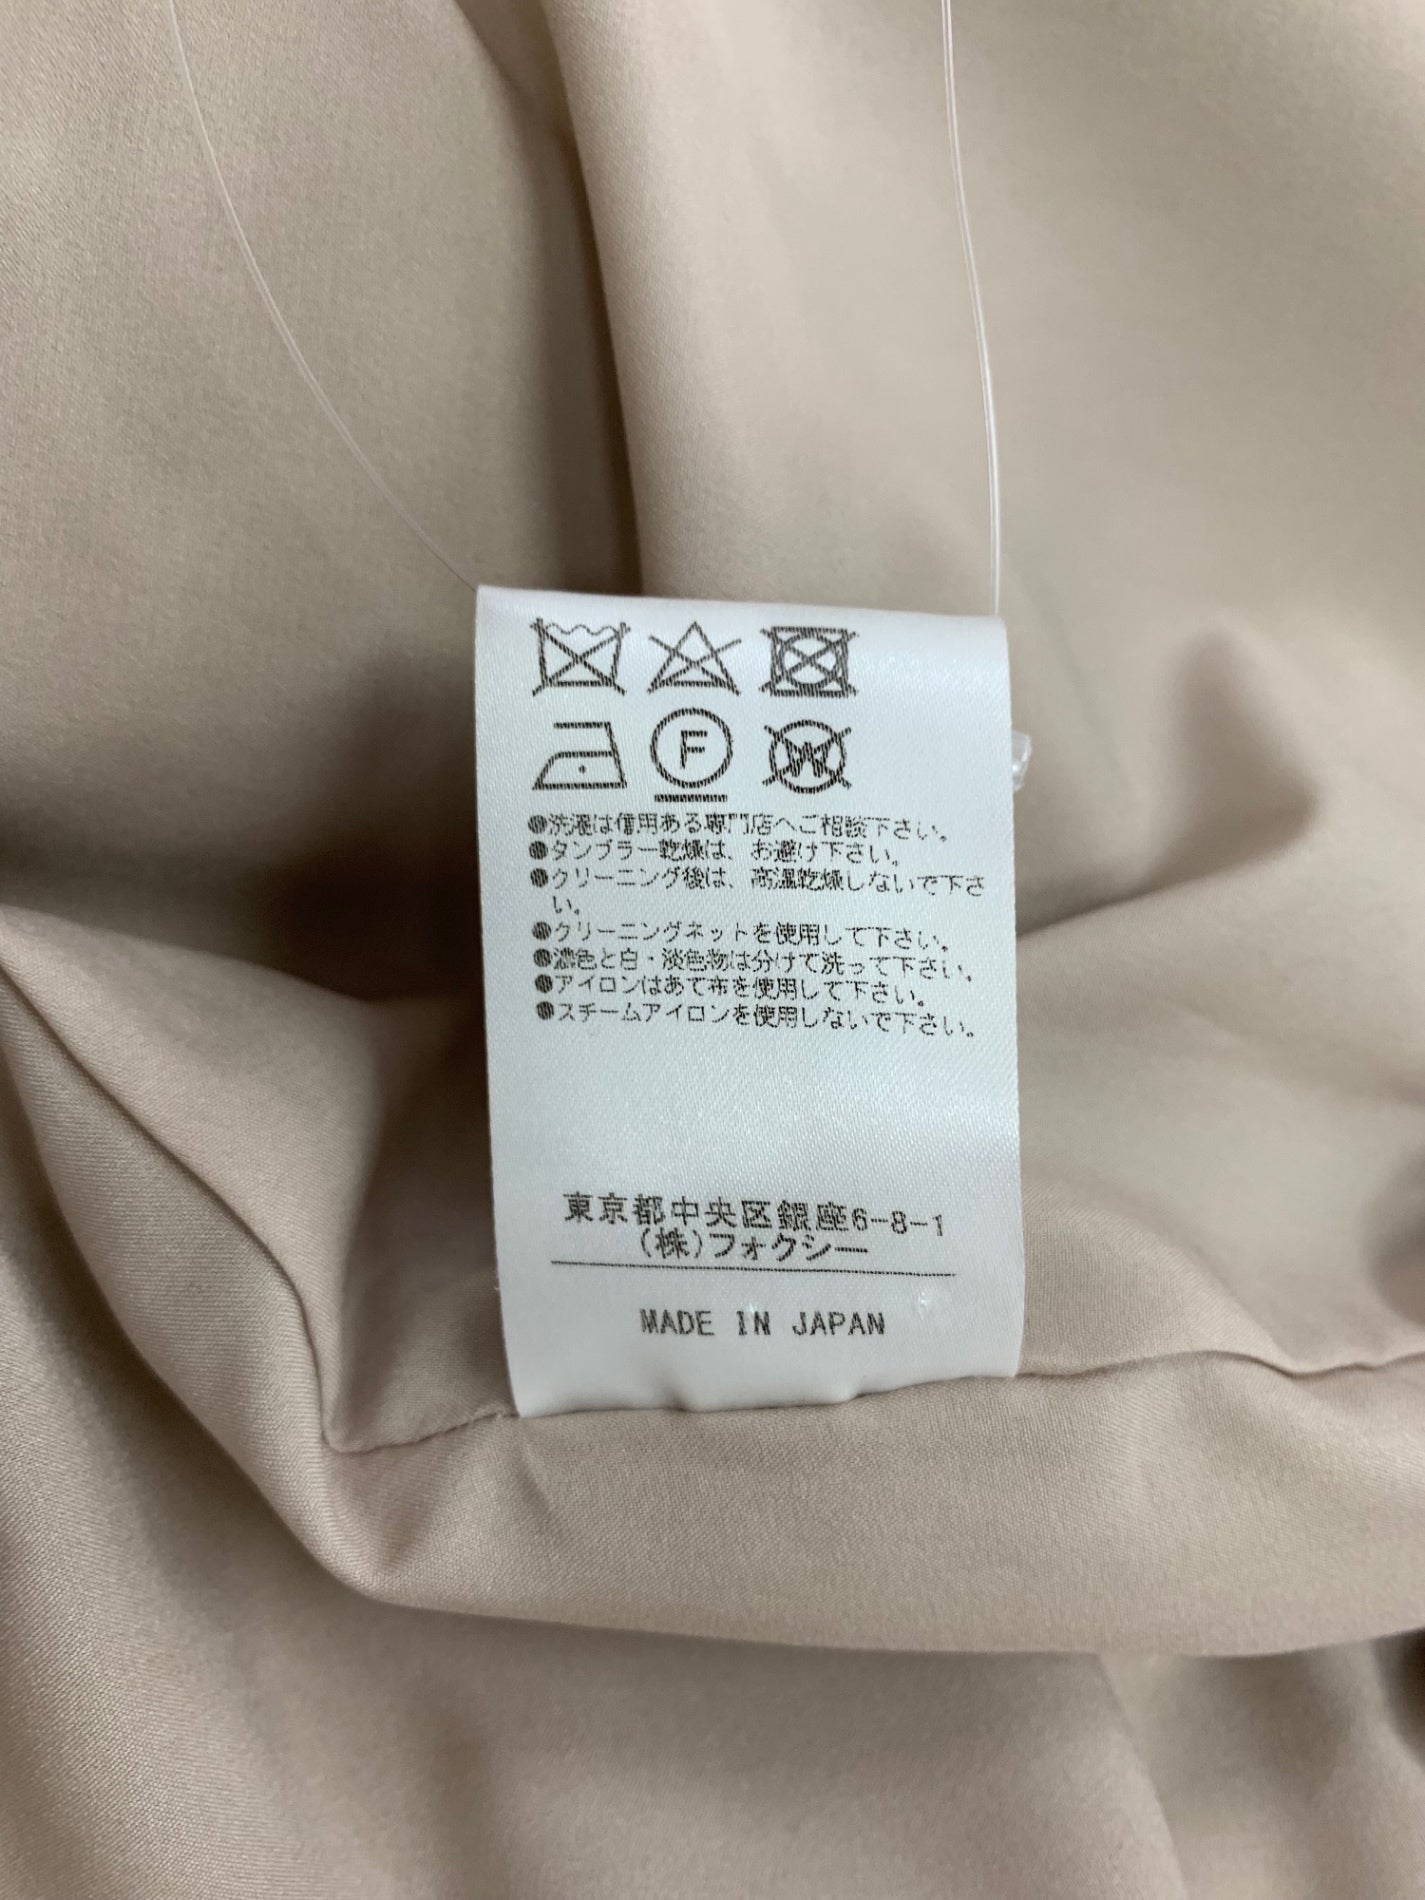 F
W
●洗濯は信用ある専門店へご相談下さい。
●タンブラー乾燥は、お避け下さい。
●クリーニング後は、高温乾燥しないで下さ
い。
●クリーニングネットを使用して下さい。
●濃色と白・淡色物は分けて洗って下さい。
●アイロンはあて布を使用して下さい。
●スチームアイロンを使用しないで下さい。
東京都中央区銀座6-8-1
(株)フォクシー
MADE IN JAPAN